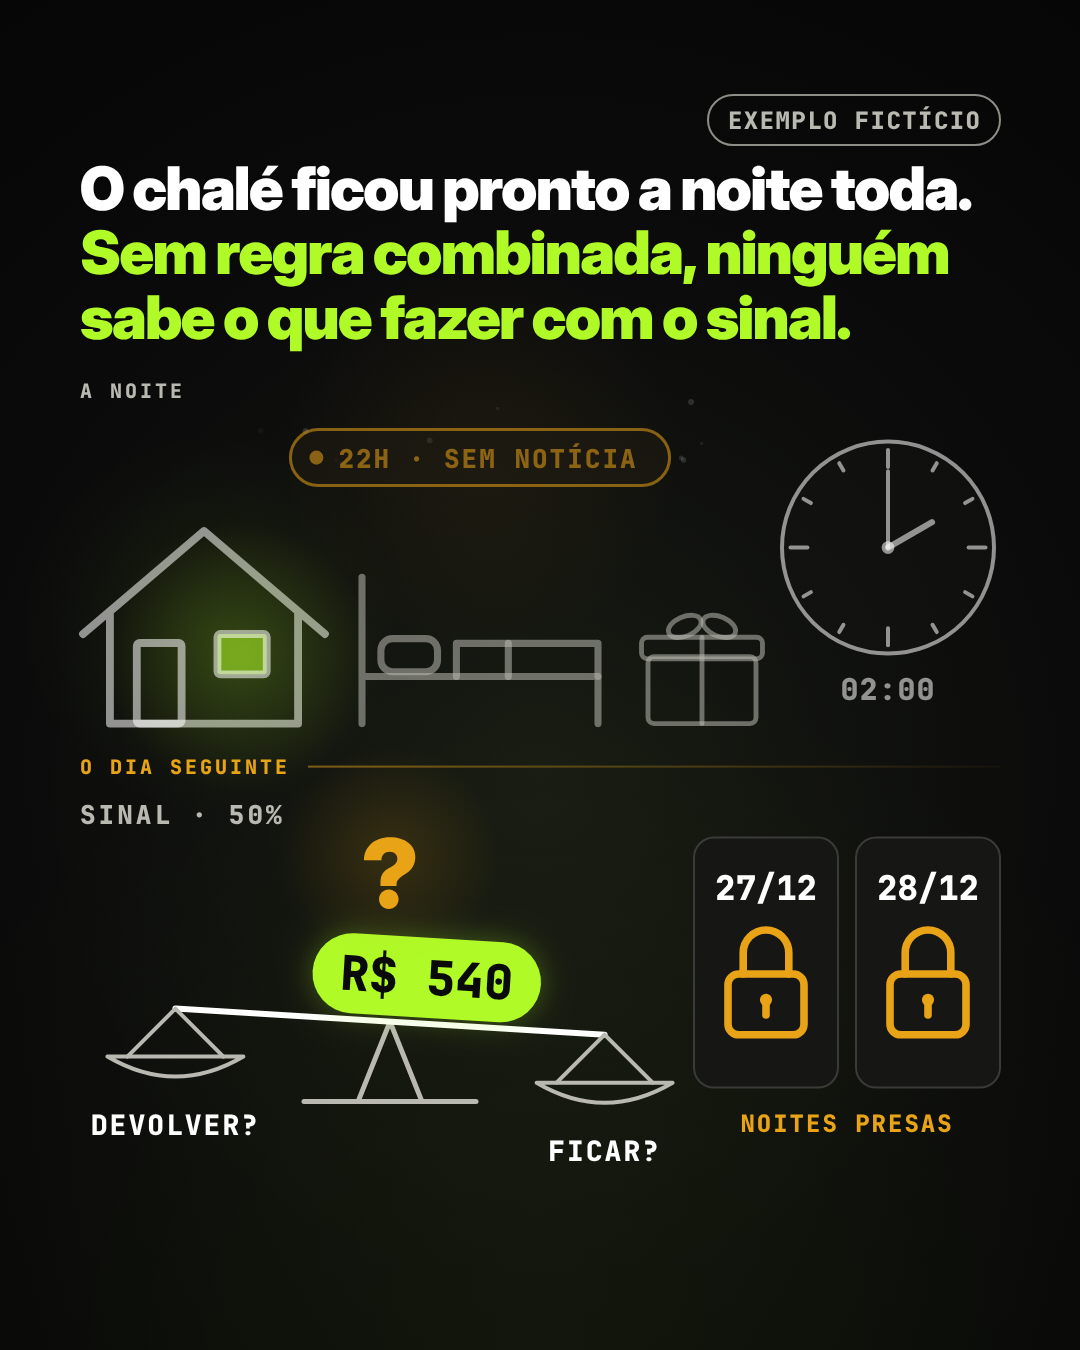 EXEMPLO FICTÍCIO
O chalé ficou pronto a noite toda.
Sem regra combinada, ninguém
sabe o que fazer com o sinal.
A NOITE
22H · SEM NOTÍCIA
02:00
O DIA SEGUINTE
SINAL · 50%
?
R$ 540
DEVOLVER?
FICAR?
27/12
28/12
NOITES PRESAS